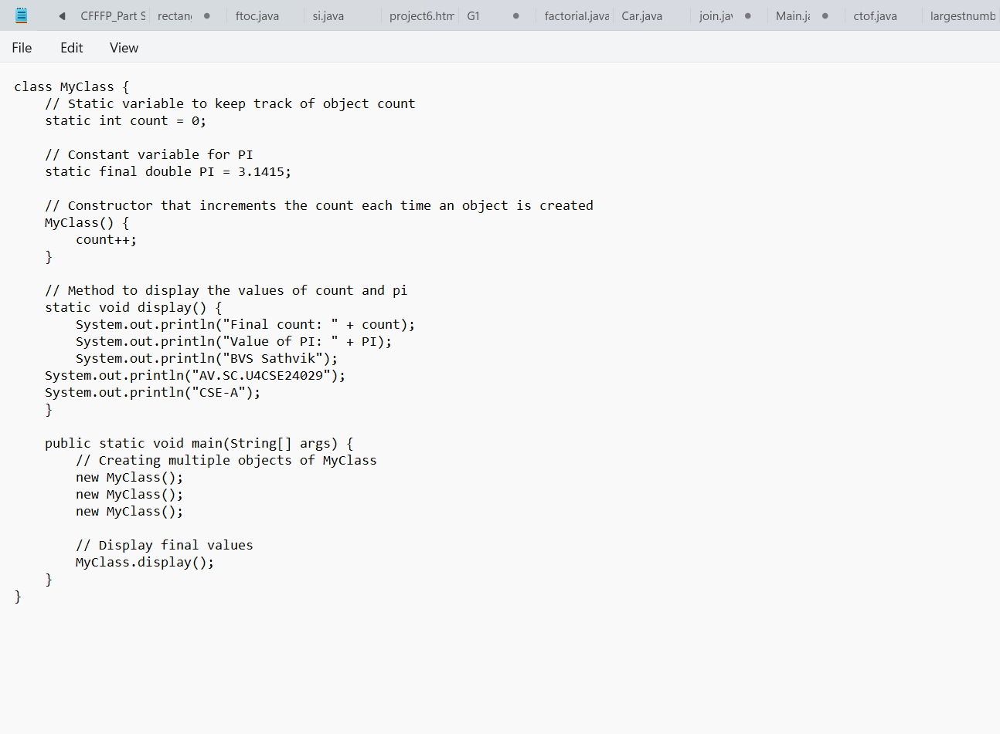 CFFFP_Part S rectan ftoc.java si.java project6.htm G1 factorial.java Car.java join.jav Main.ja ctof.java largestnumb
File Edit View
class MyClass {
    // Static variable to keep track of object count
    static int count = 0;

    // Constant variable for PI
    static final double PI = 3.1415;

    // Constructor that increments the count each time an object is created
    MyClass() {
        count++;
    }

    // Method to display the values of count and pi
    static void display() {
        System.out.println("Final count: " + count);
        System.out.println("Value of PI: " + PI);
        System.out.println("BVS Sathvik");
    System.out.println("AV.SC.U4CSE24029");
    System.out.println("CSE-A");
    }

    public static void main(String[] args) {
        // Creating multiple objects of MyClass
        new MyClass();
        new MyClass();
        new MyClass();

        // Display final values
        MyClass.display();
    }
}